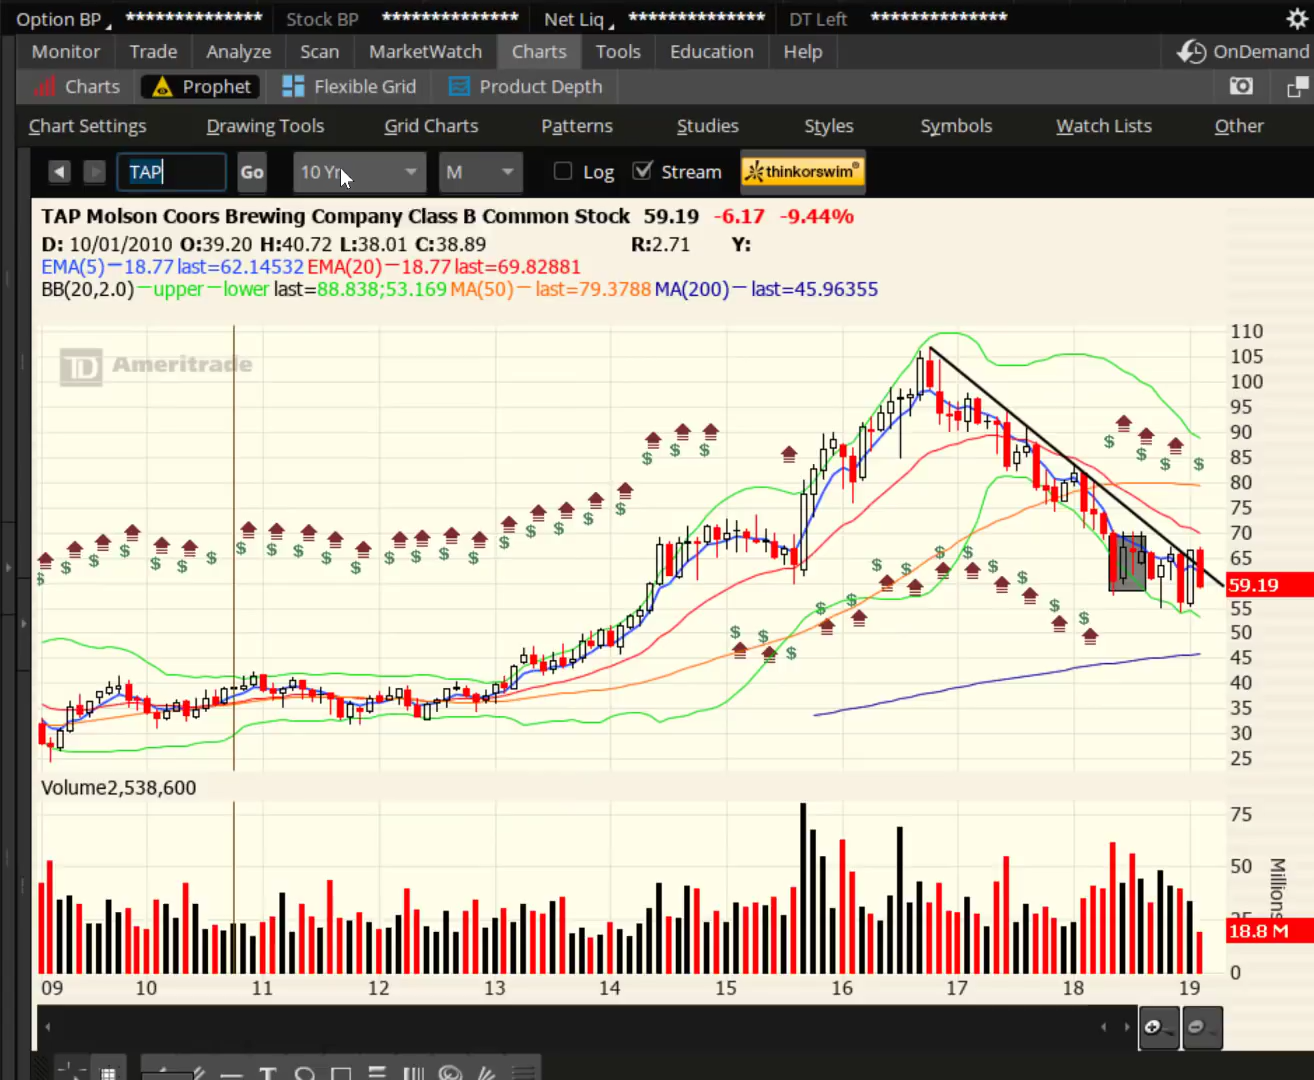 Option BP ************** Stock BP ************** Net Liq ************** DT Left **************
Monitor Trade Analyze Scan MarketWatch Charts Tools Education Help OnDemand
Charts Prophet Flexible Grid Product Depth
Chart Settings Drawing Tools Grid Charts Patterns Studies Styles Symbols Watch Lists Other
TAP Go 10 Yr M Log Stream thinkorswim®
TAP Molson Coors Brewing Company Class B Common Stock 59.19 -6.17 -9.44%
D: 10/01/2010 O:39.20 H:40.72 L:38.01 C:38.89 R:2.71 Y:
EMA(5)—18.77 last=62.14532 EMA(20)—18.77 last=69.82881
BB(20,2.0)—upper—lower last=88.838;53.169 MA(50)— last=79.3788 MA(200)— last=45.96355
TD Ameritrade
110
105
100
95
90
85
80
75
70
65
59.19
55
50
45
40
35
30
25
Volume2,538,600
75
50
25
18.8 M
0
Millions
09 10 11 12 13 14 15 16 17 18 19
T